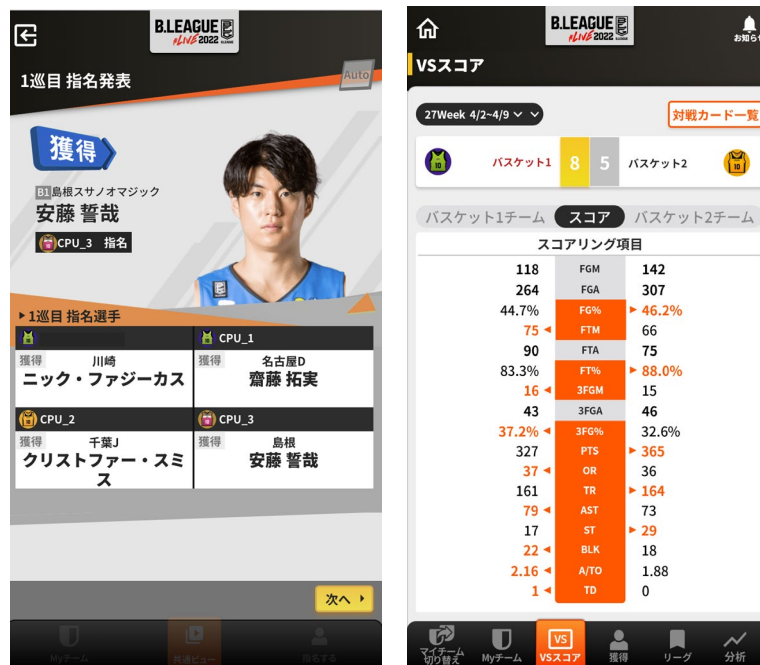 B.LEAGUE
#LIVE 2022
1巡目 指名発表
Auto
獲得
B1 島根スサノオマジック
安藤 誓哉
CPU_3 指名
1巡目 指名選手
CPU_1
獲得 川崎
ニック・ファジーカス
獲得 名古屋D
齋藤 拓実
CPU_2
CPU_3
獲得 千葉J
クリストファー・スミス
獲得 島根
安藤 誓哉
次へ
Myチーム
共通ビュー
指名する
B.LEAGUE
#LIVE 2022
お知らせ
VSスコア
27Week 4/2~4/9
対戦カード一覧
バスケット1 8 5 バスケット2
バスケット1チーム スコア バスケット2チーム
スコアリング項目
118 FGM 142
264 FGA 307
44.7% FG% 46.2%
75 FTM 66
90 FTA 75
83.3% FT% 88.0%
16 3FGM 15
43 3FGA 46
37.2% 3FG% 32.6%
327 PTS 365
37 OR 36
161 TR 164
79 AST 73
17 ST 29
22 BLK 18
2.16 A/TO 1.88
1 TD 0
マイチーム切り替え
Myチーム
VS
VSスコア
獲得
リーグ
分析